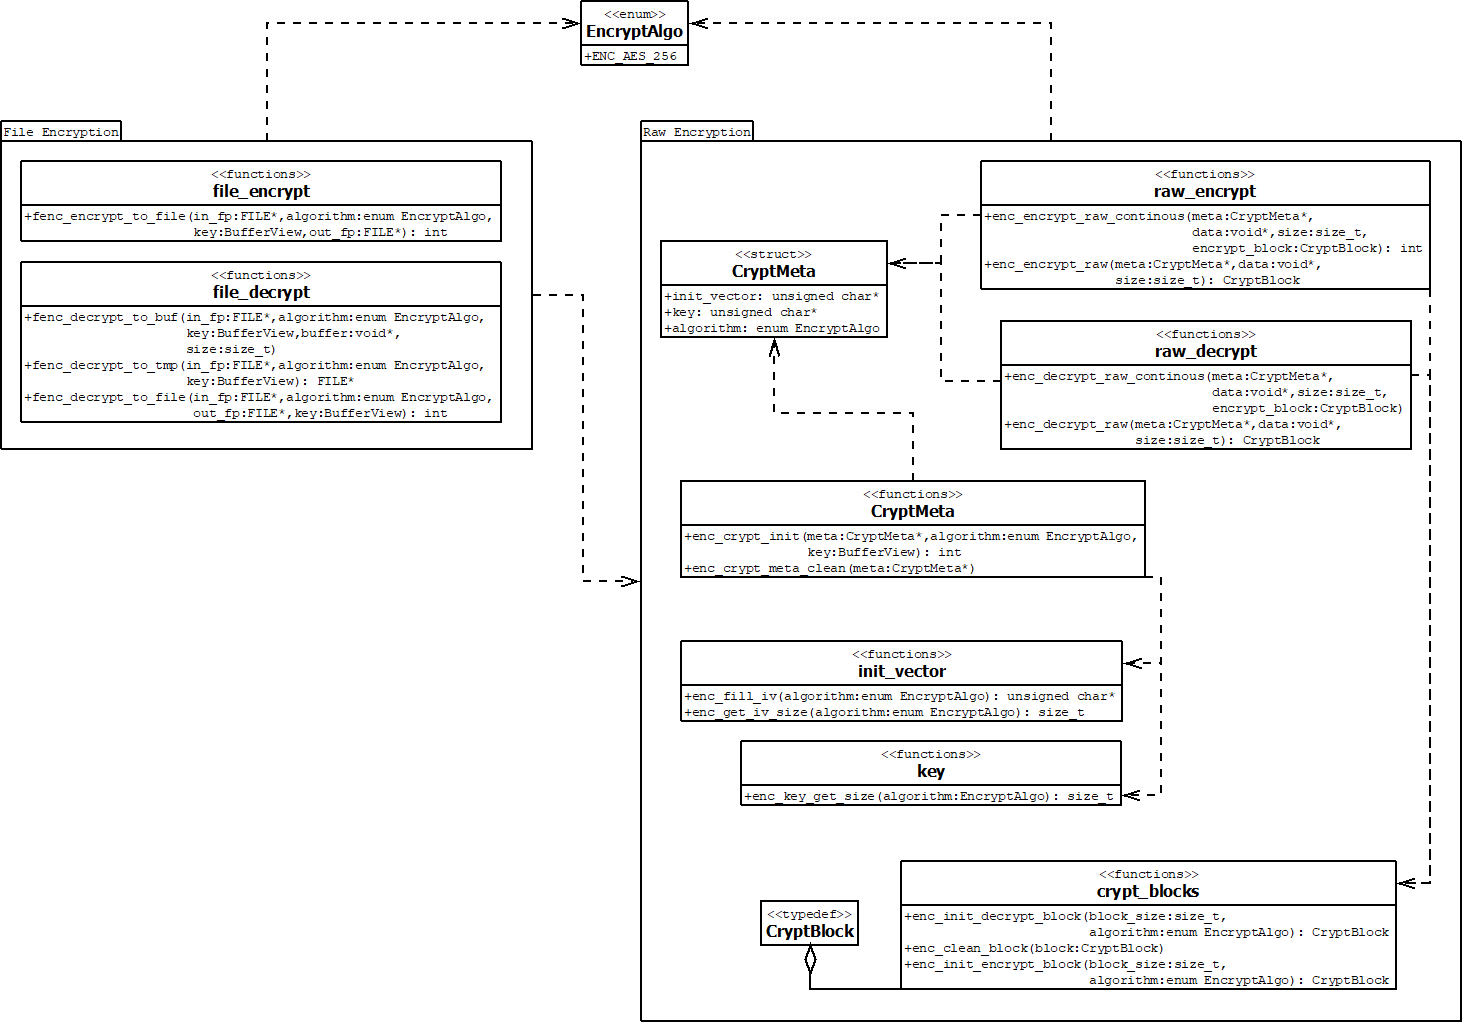 <<enum>>
EncryptAlgo
+ENC_AES_256
File Encryption
<<functions>>
file_encrypt
+fenc_encrypt_to_file(in_fp:FILE*,algorithm:enum EncryptAlgo,
key:BufferView,out_fp:FILE*): int
<<functions>>
file_decrypt
+fenc_decrypt_to_buf(in_fp:FILE*,algorithm:enum EncryptAlgo,
key:BufferView,buffer:void*,
size:size_t)
+fenc_decrypt_to_tmp(in_fp:FILE*,algorithm:enum EncryptAlgo,
key:BufferView): FILE*
+fenc_decrypt_to_file(in_fp:FILE*,algorithm:enum EncryptAlgo,
out_fp:FILE*,key:BufferView): int
Raw Encryption
<<functions>>
raw_encrypt
+enc_encrypt_raw_continous(meta:CryptMeta*,
data:void*,size:size_t,
encrypt_block:CryptBlock): int
+enc_encrypt_raw(meta:CryptMeta*,data:void*,
size:size_t): CryptBlock
<<struct>>
CryptMeta
+init_vector: unsigned char*
+key: unsigned char*
+algorithm: enum EncryptAlgo
<<functions>>
raw_decrypt
+enc_decrypt_raw_continous(meta:CryptMeta*,
data:void*,size:size_t,
encrypt_block:CryptBlock)
+enc_decrypt_raw(meta:CryptMeta*,data:void*,
size:size_t): CryptBlock
<<functions>>
CryptMeta
+enc_crypt_init(meta:CryptMeta*,algorithm:enum EncryptAlgo,
key:BufferView): int
+enc_crypt_meta_clean(meta:CryptMeta*)
<<functions>>
init_vector
+enc_fill_iv(algorithm:enum EncryptAlgo): unsigned char*
+enc_get_iv_size(algorithm:enum EncryptAlgo): size_t
<<functions>>
key
+enc_key_get_size(algorithm:EncryptAlgo): size_t
<<typedef>>
CryptBlock
<<functions>>
crypt_blocks
+enc_init_decrypt_block(block_size:size_t,
algorithm:enum EncryptAlgo): CryptBlock
+enc_clean_block(block:CryptBlock)
+enc_init_encrypt_block(block_size:size_t,
algorithm:enum EncryptAlgo): CryptBlock